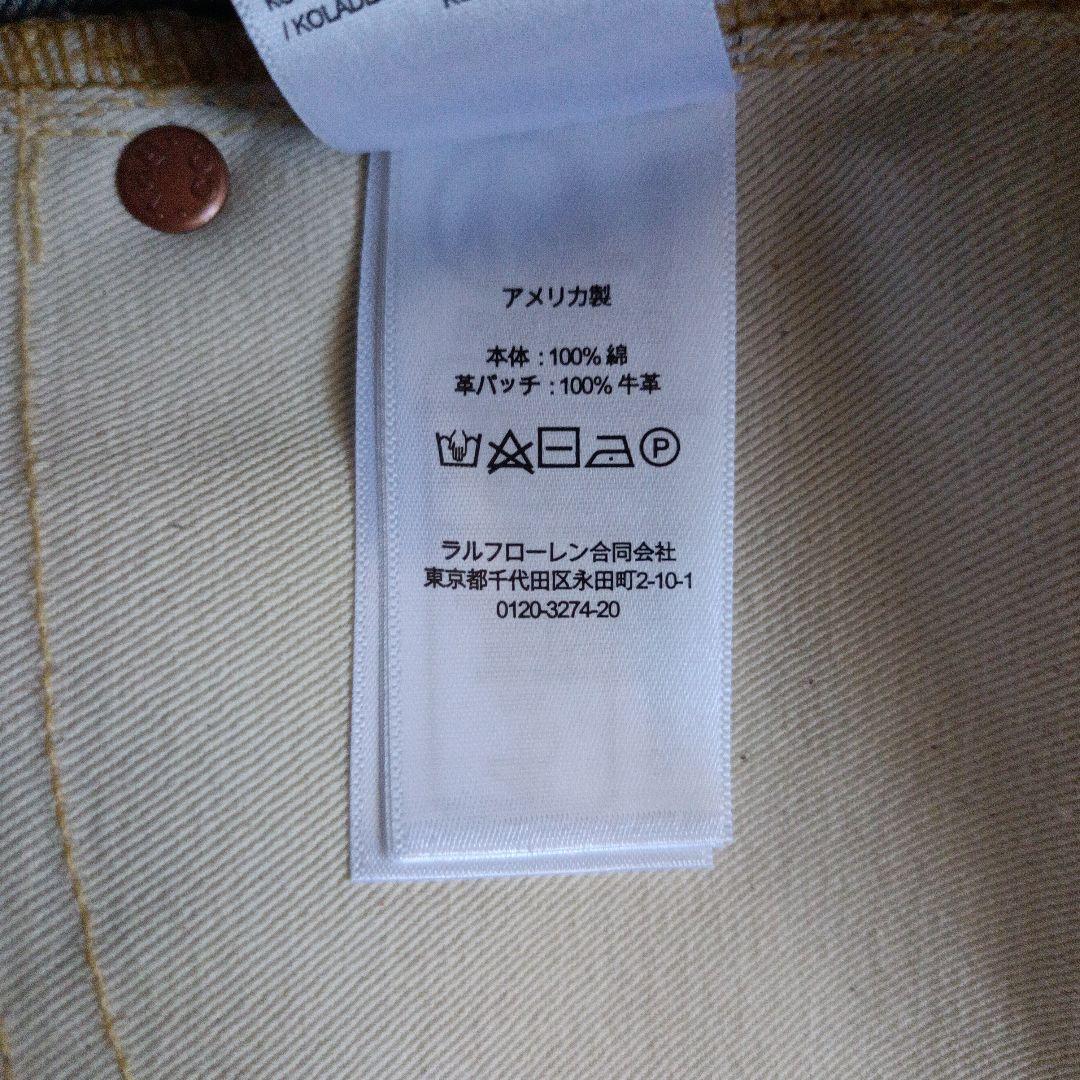 / KOLADE
アメリカ製
本体 : 100% 綿
革パッチ : 100% 牛革
P
ラルフローレン合同会社
東京都千代田区永田町2-10-1
0120-3274-20